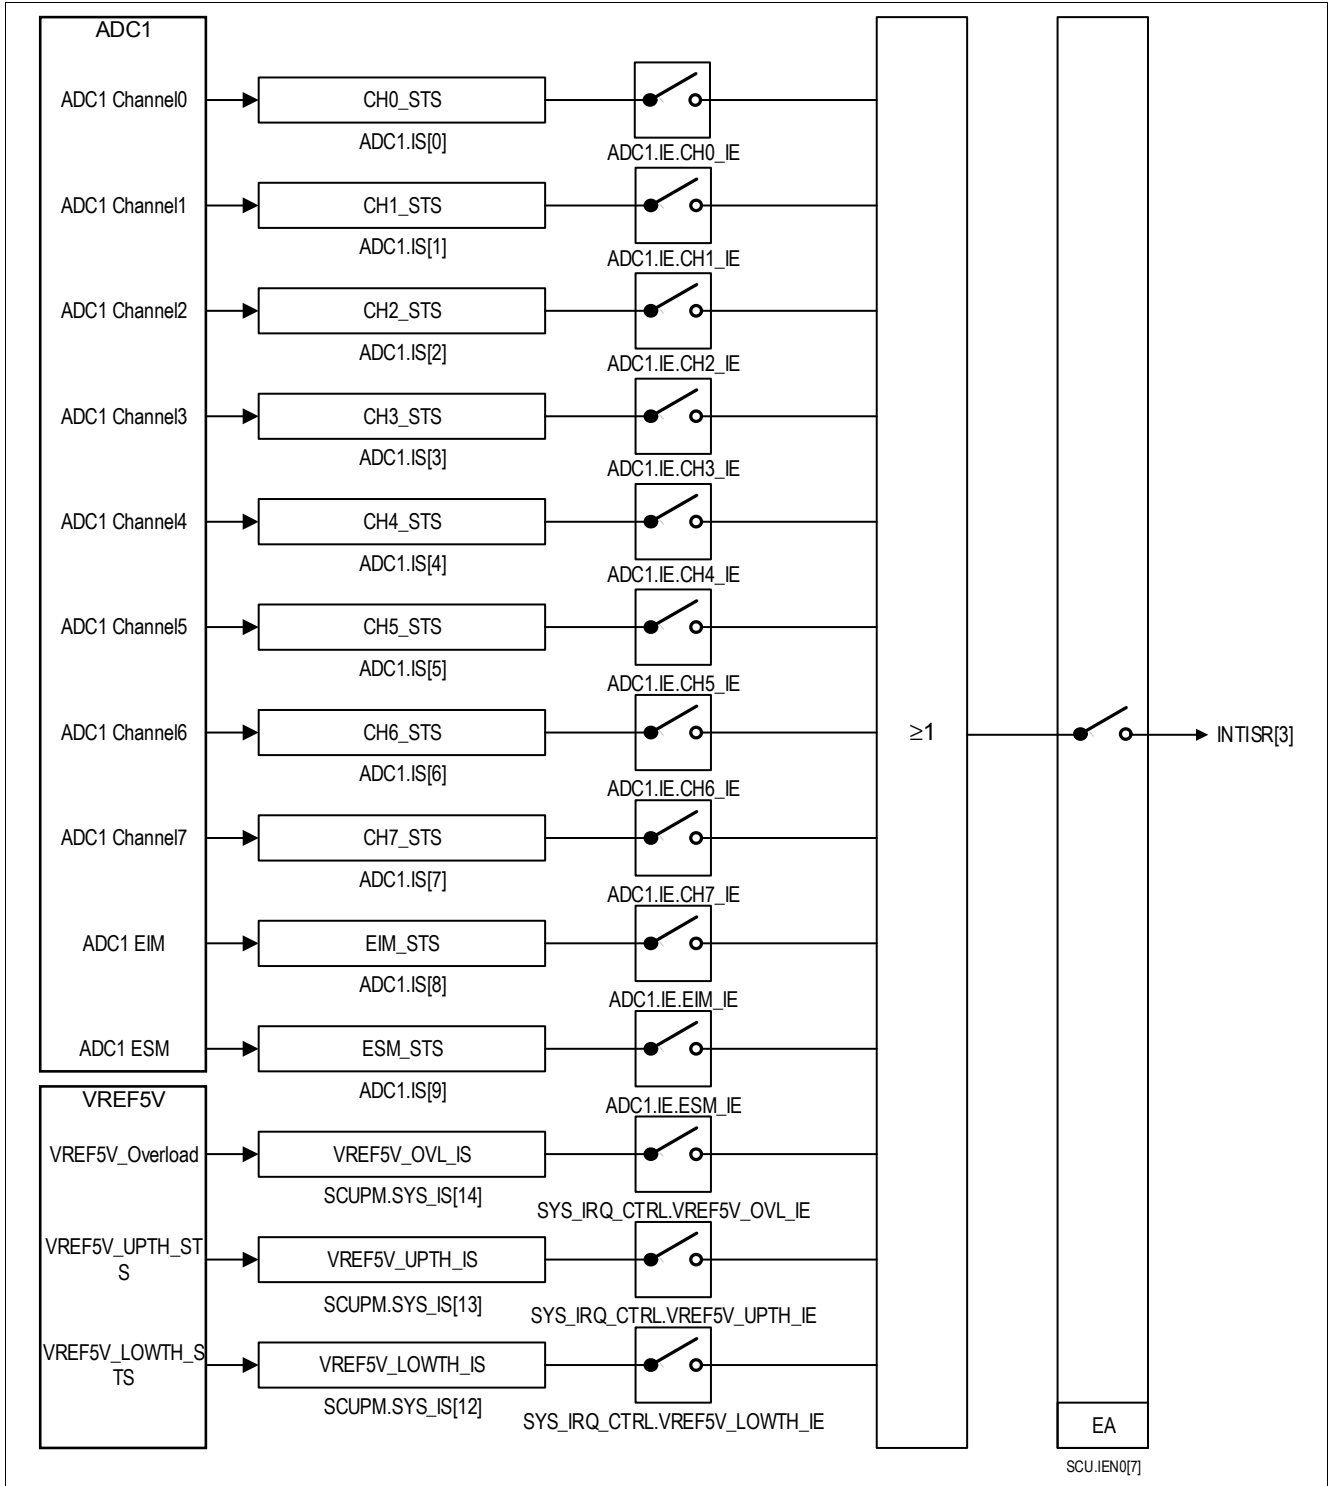 ADC1
ADC1 Channel0
CH0_STS
ADC1.IS[0]
ADC1.IE.CH0_IE
ADC1 Channel1
CH1_STS
ADC1.IS[1]
ADC1.IE.CH1_IE
ADC1 Channel2
CH2_STS
ADC1.IS[2]
ADC1.IE.CH2_IE
ADC1 Channel3
CH3_STS
ADC1.IS[3]
ADC1.IE.CH3_IE
ADC1 Channel4
CH4_STS
ADC1.IS[4]
ADC1.IE.CH4_IE
ADC1 Channel5
CH5_STS
ADC1.IS[5]
ADC1.IE.CH5_IE
ADC1 Channel6
CH6_STS
ADC1.IS[6]
ADC1.IE.CH6_IE
≥1
INTISR[3]
ADC1 Channel7
CH7_STS
ADC1.IS[7]
ADC1.IE.CH7_IE
ADC1 EIM
EIM_STS
ADC1.IS[8]
ADC1.IE.EIM_IE
ADC1 ESM
ESM_STS
ADC1.IS[9]
ADC1.IE.ESM_IE
VREF5V
VREF5V_Overload
VREF5V_OVL_IS
SCUPM.SYS_IS[14]
SYS_IRQ_CTRL.VREF5V_OVL_IE
VREF5V_UPTH_ST
S
VREF5V_UPTH_IS
SCUPM.SYS_IS[13]
SYS_IRQ_CTRL.VREF5V_UPTH_IE
VREF5V_LOWTH_S
TS
VREF5V_LOWTH_IS
SCUPM.SYS_IS[12]
SYS_IRQ_CTRL.VREF5V_LOWTH_IE
EA
SCU.IEN0[7]